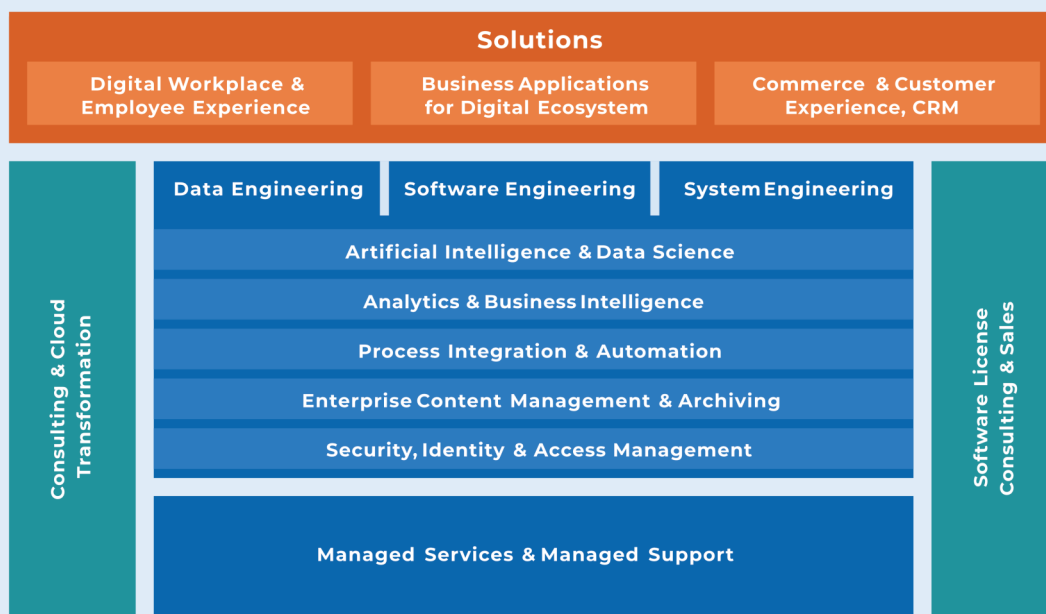 Solutions
Digital Workplace &
Employee Experience
Business Applications
for Digital Ecosystem
Commerce & Customer
Experience, CRM
Consulting & Cloud
Transformation
Data Engineering
Software Engineering
System Engineering
Artificial Intelligence & Data Science
Analytics & Business Intelligence
Process Integration & Automation
Enterprise Content Management & Archiving
Security, Identity & Access Management
Managed Services & Managed Support
Software License
Consulting & Sales